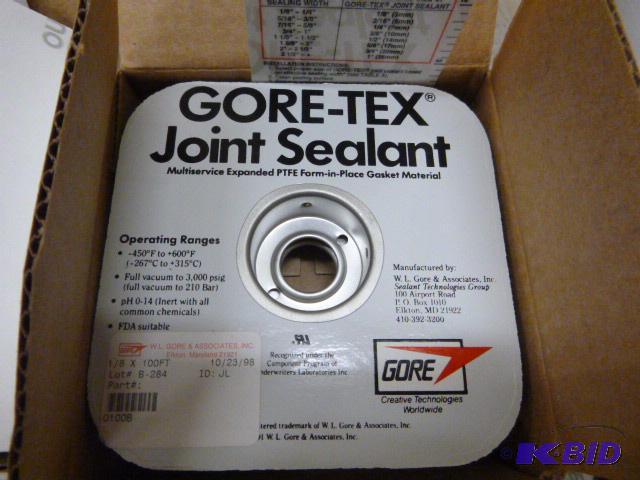 SEALING WIDTH
GORE-TEX® JOINT SEALANT
GORE-TEX®
Joint Sealant
Multiservice Expanded PTFE Form-in-Place Gasket Material
Operating Ranges
• -450°F to +600°F
(-267°C to +315°C)
• Full vacuum to 3,000 psig
(full vacuum to 210 Bar)
• pH 0-14 (Inert with all
common chemicals)
• FDA suitable
Manufactured by:
W. L. Gore & Associates, Inc.
Sealant Technologies Group
100 Airport Road
P. O. Box 1010
Elkton, MD 21922
410-392-3200
W.L. GORE & ASSOCIATES, INC.
Elkton, Maryland 21921
1/8 X 100FT 10/23/98
Lot# B-284 ID: JL
Part#:
0100B
Recognized under the
Component Program of
Underwriters Laboratories Inc
GORE
Creative Technologies
Worldwide
tered trademark of W. L. Gore & Associates, Inc.
91 W. L. Gore & Associates, Inc.
© K-BID